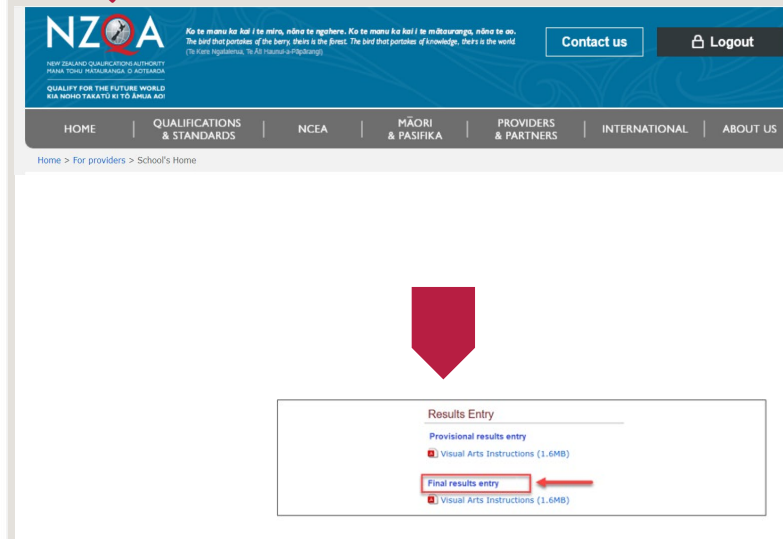 NZQA
NEW ZEALAND QUALIFICATIONS AUTHORITY
MANA TOHU MĀTAURANGA O AOTEAROA
QUALIFY FOR THE FUTURE WORLD
KIA NOHO TAKATŪ KI TŌ ĀMUA AO!
Ko te manu ka kai i te miro, nōna te ngahere. Ko te manu ka kai i te mātauranga, nōna te ao.
The bird that partakes of the berry, theirs is the forest. The bird that partakes of knowledge, theirs is the world.
Contact us
Logout
HOME
QUALIFICATIONS
& STANDARDS
NCEA
MĀORI
& PASIFIKA
PROVIDERS
& PARTNERS
INTERNATIONAL
ABOUT US
Home > For providers > School's Home
Results Entry
Provisional results entry
Visual Arts Instructions (1.6MB)
Final results entry
Visual Arts Instructions (1.6MB)